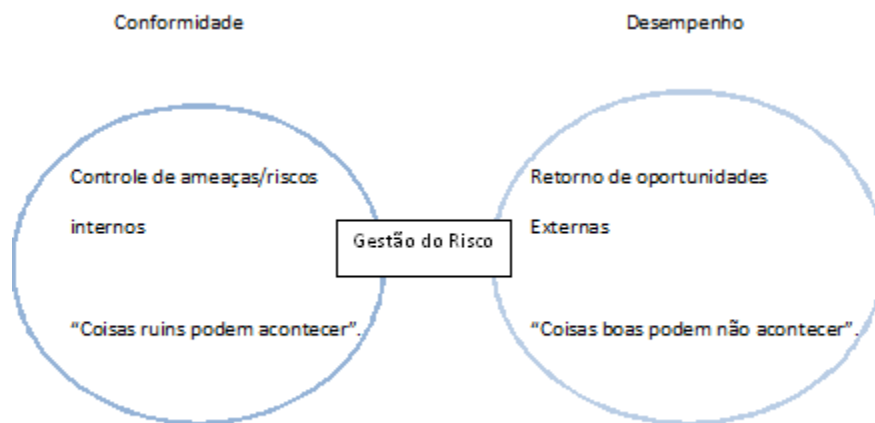 Conformidade
Desempenho
Controle de ameaças/riscos
internos
"Coisas ruins podem acontecer".
Gestão do Risco
Retorno de oportunidades
Externas
"Coisas boas podem não acontecer".